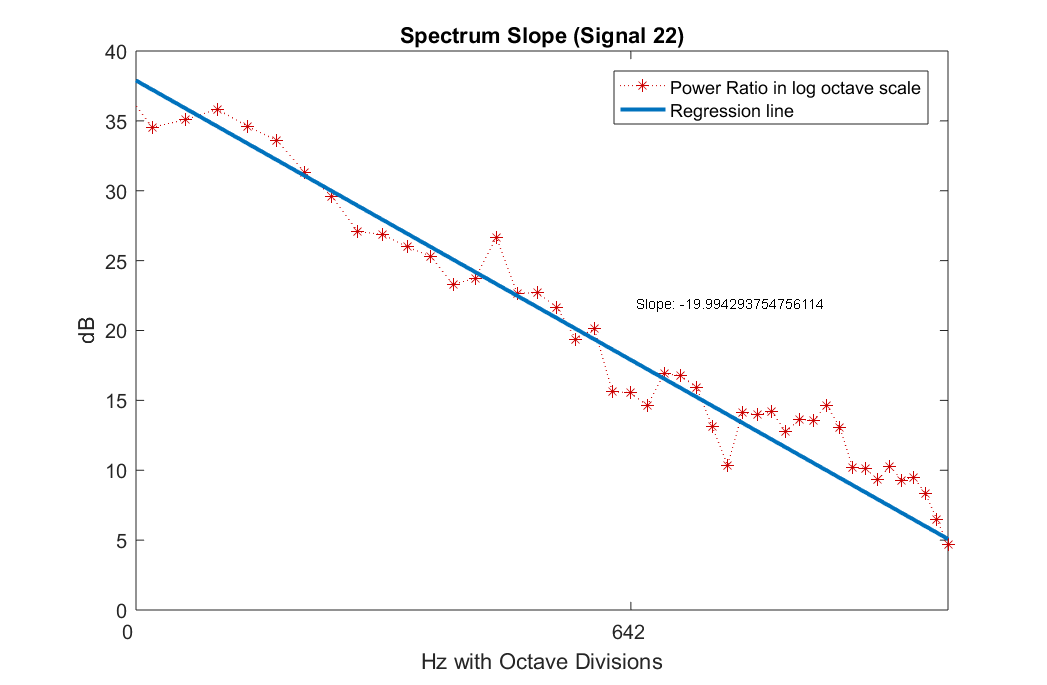 Spectrum Slope (Signal 22)
40
Power Ratio in log octave scale
Regression line
35
30
25
Slope: -19.994293754756114
20
15
10
5
0
dB
0
642
Hz with Octave Divisions